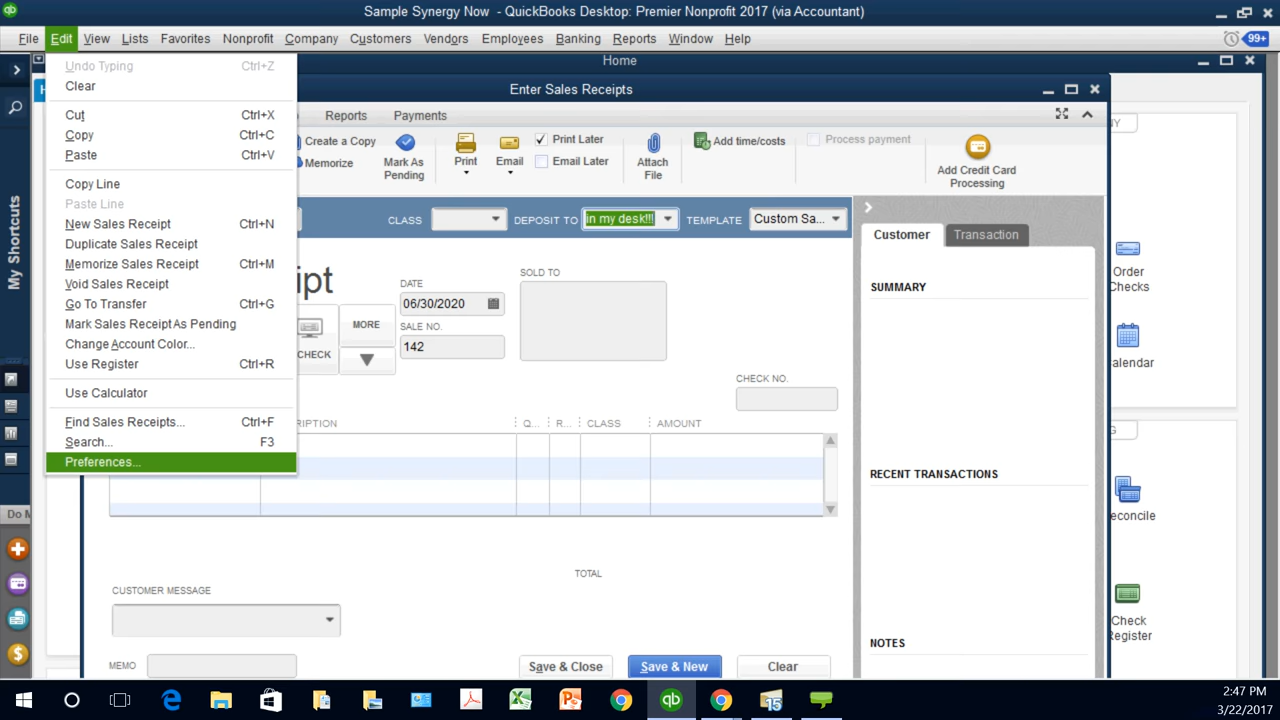 Sample Synergy Now - QuickBooks Desktop: Premier Nonprofit 2017 (via Accountant)
File Edit View Lists Favorites Nonprofit Company Customers Vendors Employees Banking Reports Window Help 99+
Home
Undo Typing Ctrl+Z
Clear
Cut Ctrl+X
Copy Ctrl+C
Paste Ctrl+V
Copy Line
Paste Line
New Sales Receipt Ctrl+N
Duplicate Sales Receipt
Memorize Sales Receipt Ctrl+M
Void Sales Receipt
Go To Transfer Ctrl+G
Mark Sales Receipt As Pending
Change Account Color...
Use Register Ctrl+R
Use Calculator
Find Sales Receipts... Ctrl+F
Search... F3
Preferences...
My Shortcuts
Do M
Enter Sales Receipts
Reports Payments
Create a Copy
Memorize
Mark As
Pending
Print
Email
Print Later
Email Later
Attach
File
Add time/costs
Process payment
Add Credit Card
Processing
CLASS DEPOSIT TO in my desk!!! TEMPLATE Custom Sa...
ipt
DATE
06/30/2020
SALE NO.
142
SOLD TO
CHECK
MORE
CHECK NO.
RIPTION Q... R... CLASS AMOUNT
TOTAL
CUSTOMER MESSAGE
MEMO
Save & Close Save & New Clear
Customer Transaction
SUMMARY
RECENT TRANSACTIONS
NOTES
NY
Order
Checks
alendar
G
econcile
Check
egister
15
qb
2:47 PM
3/22/2017